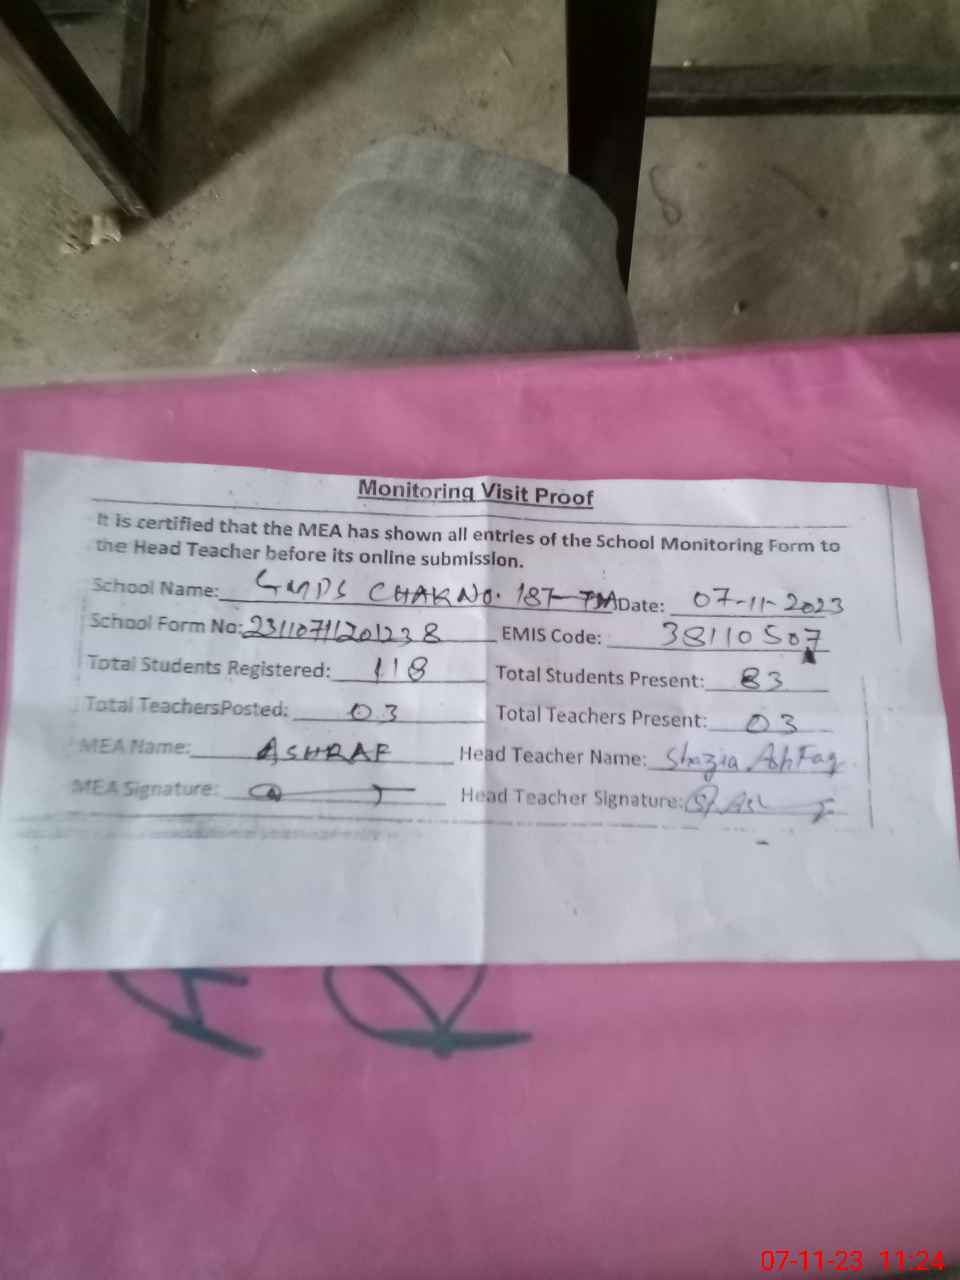 Monitoring Visit Proof
It is certified that the MEA has shown all entries of the School Monitoring Form to
the Head Teacher before its online submission.
School Name: GMPS CHAK No. 187-TDA Date: 07-11-2023
School Form No: 23110711201238 EMIS Code: 38110507
Total Students Registered: 118 Total Students Present: 83
Total TeachersPosted: 03 Total Teachers Present: 03
MEA Name: ASHRAF Head Teacher Name: Shazia Ashfaq
MEA Signature: Head Teacher Signature:
07-11-23 11:24